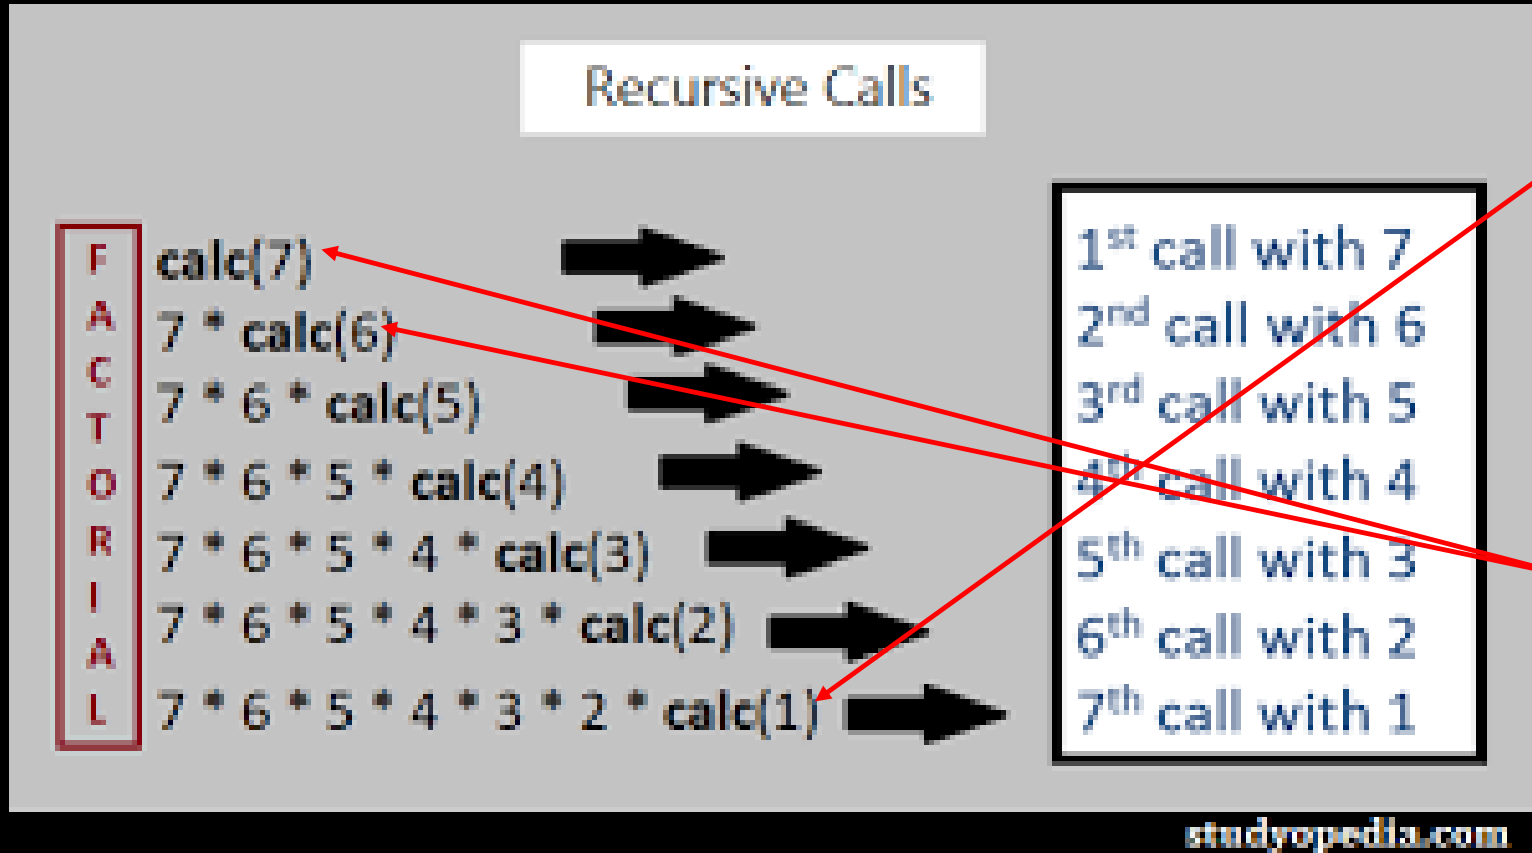 Recursive Calls
FACTORIAL
calc(7)
7 * calc(6)
7 * 6 * calc(5)
7 * 6 * 5 * calc(4)
7 * 6 * 5 * 4 * calc(3)
7 * 6 * 5 * 4 * 3 * calc(2)
7 * 6 * 5 * 4 * 3 * 2 * calc(1)
1st call with 7
2nd call with 6
3rd call with 5
4th call with 4
5th call with 3
6th call with 2
7th call with 1
studyopedia.com